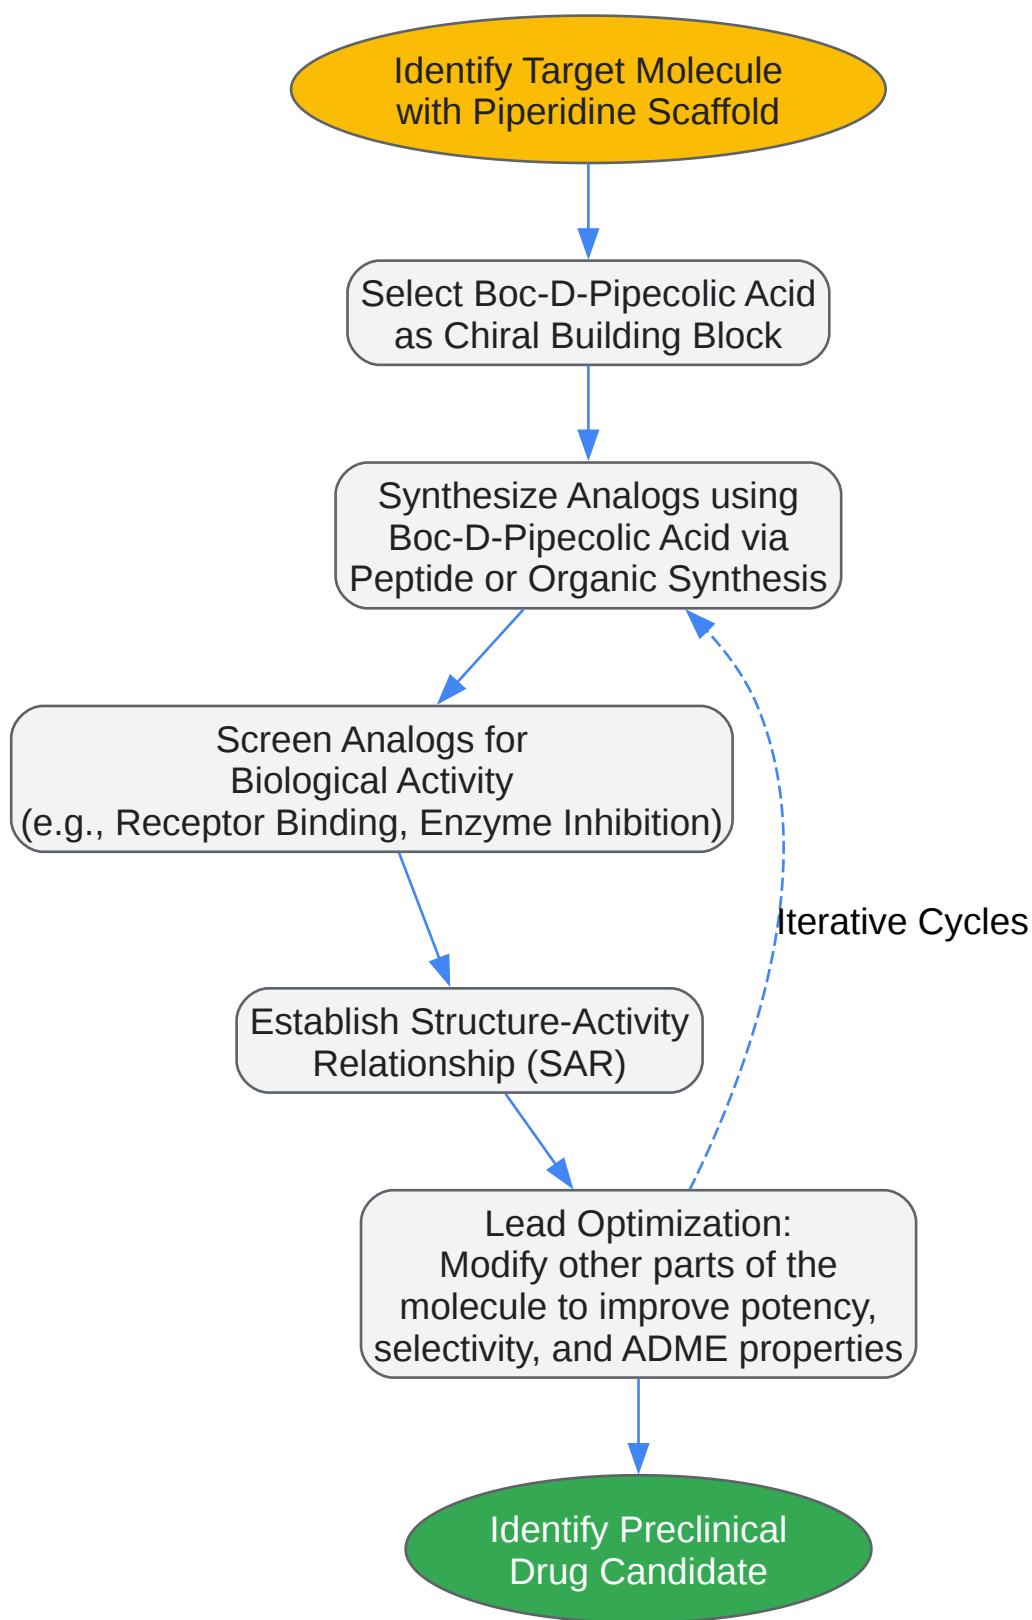 Identify Target Molecule
with Piperidine Scaffold
Select Boc-D-Pipecolic Acid
as Chiral Building Block
Synthesize Analogs using
Boc-D-Pipecolic Acid via
Peptide or Organic Synthesis
Screen Analogs for
Biological Activity
(e.g., Receptor Binding, Enzyme Inhibition)
Iterative Cycles
Establish Structure-Activity
Relationship (SAR)
Lead Optimization:
Modify other parts of the
molecule to improve potency,
selectivity, and ADME properties
Identify Preclinical
Drug Candidate